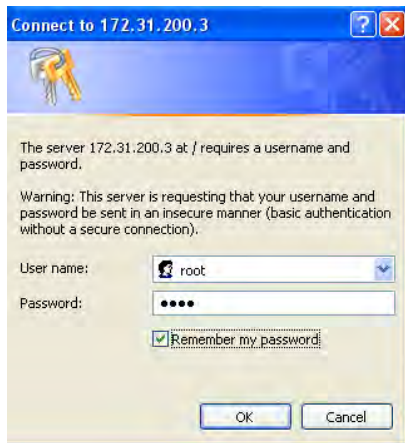 Connect to 172.31.200.3
The server 172.31.200.3 at / requires a username and
password.
Warning: This server is requesting that your username and
password be sent in an insecure manner (basic authentication
without a secure connection).
User name:
root
Password:
••••
Remember my password
OK
Cancel